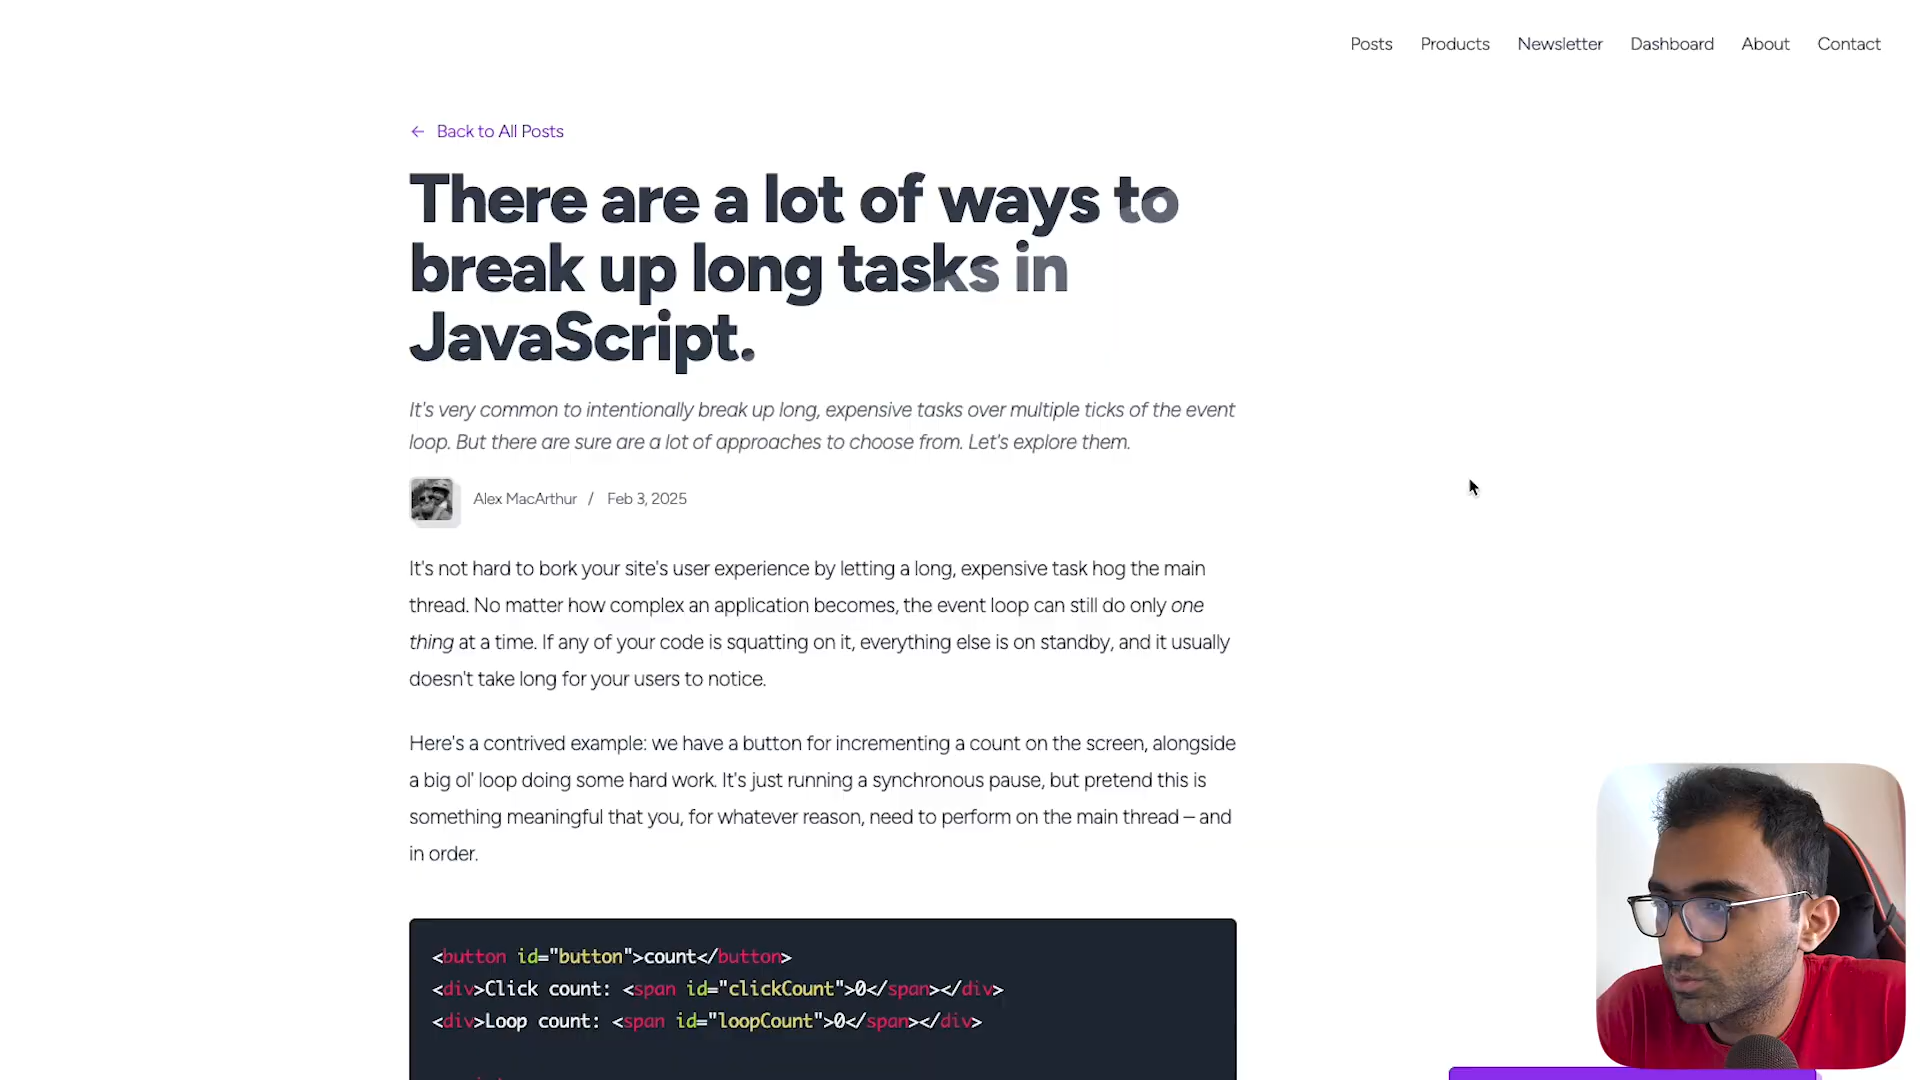 Posts Products Newsletter Dashboard About Contact
← Back to All Posts
There are a lot of ways to
break up long tasks in
JavaScript.
It's very common to intentionally break up long, expensive tasks over multiple ticks of the event
loop. But there are sure are a lot of approaches to choose from. Let's explore them.
Alex MacArthur / Feb 3, 2025
It's not hard to bork your site's user experience by letting a long, expensive task hog the main
thread. No matter how complex an application becomes, the event loop can still do only one
thing at a time. If any of your code is squatting on it, everything else is on standby, and it usually
doesn't take long for your users to notice.
Here's a contrived example: we have a button for incrementing a count on the screen, alongside
a big ol' loop doing some hard work. It's just running a synchronous pause, but pretend this is
something meaningful that you, for whatever reason, need to perform on the main thread – and
in order.
<button id="button">count</button>
<div>Click count: <span id="clickCount">0</span></div>
<div>Loop count: <span id="loopCount">0</span></div>